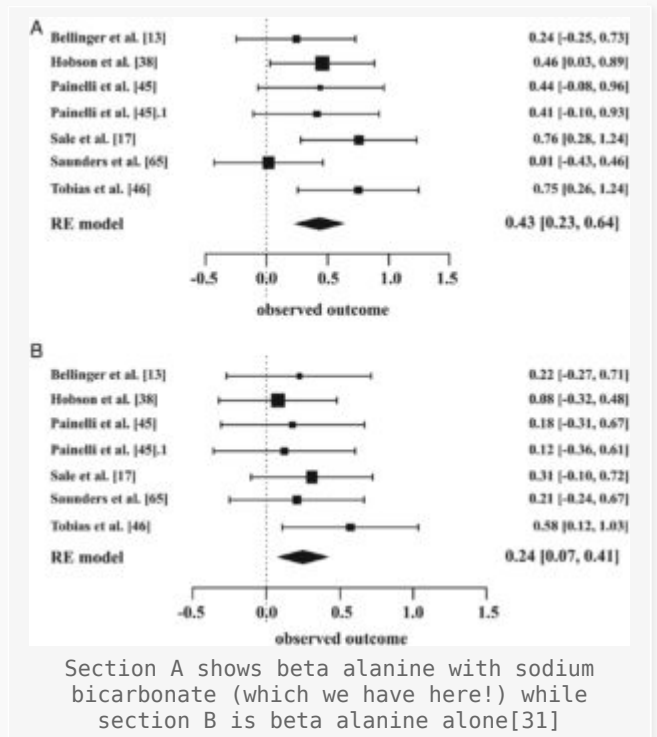 A
Bellinger et al. [13] 0.24 [-0.25, 0.73]
Hobson et al. [38] 0.46 [0.03, 0.89]
Painelli et al. [45] 0.44 [-0.08, 0.96]
Painelli et al. [45].1 0.41 [-0.10, 0.93]
Sale et al. [17] 0.76 [0.28, 1.24]
Saunders et al. [65] 0.01 [-0.43, 0.46]
Tobias et al. [46] 0.75 [0.26, 1.24]
RE model 0.43 [0.23, 0.64]
-0.5 0.0 0.5 1.0 1.5
observed outcome
B
Bellinger et al. [13] 0.22 [-0.27, 0.71]
Hobson et al. [38] 0.08 [-0.32, 0.48]
Painelli et al. [45] 0.18 [-0.31, 0.67]
Painelli et al. [45].1 0.12 [-0.36, 0.61]
Sale et al. [17] 0.31 [-0.10, 0.72]
Saunders et al. [65] 0.21 [-0.24, 0.67]
Tobias et al. [46] 0.58 [0.12, 1.03]
RE model 0.24 [0.07, 0.41]
-0.5 0.0 0.5 1.0 1.5
observed outcome
Section A shows beta alanine with sodium
bicarbonate (which we have here!) while
section B is beta alanine alone[31]